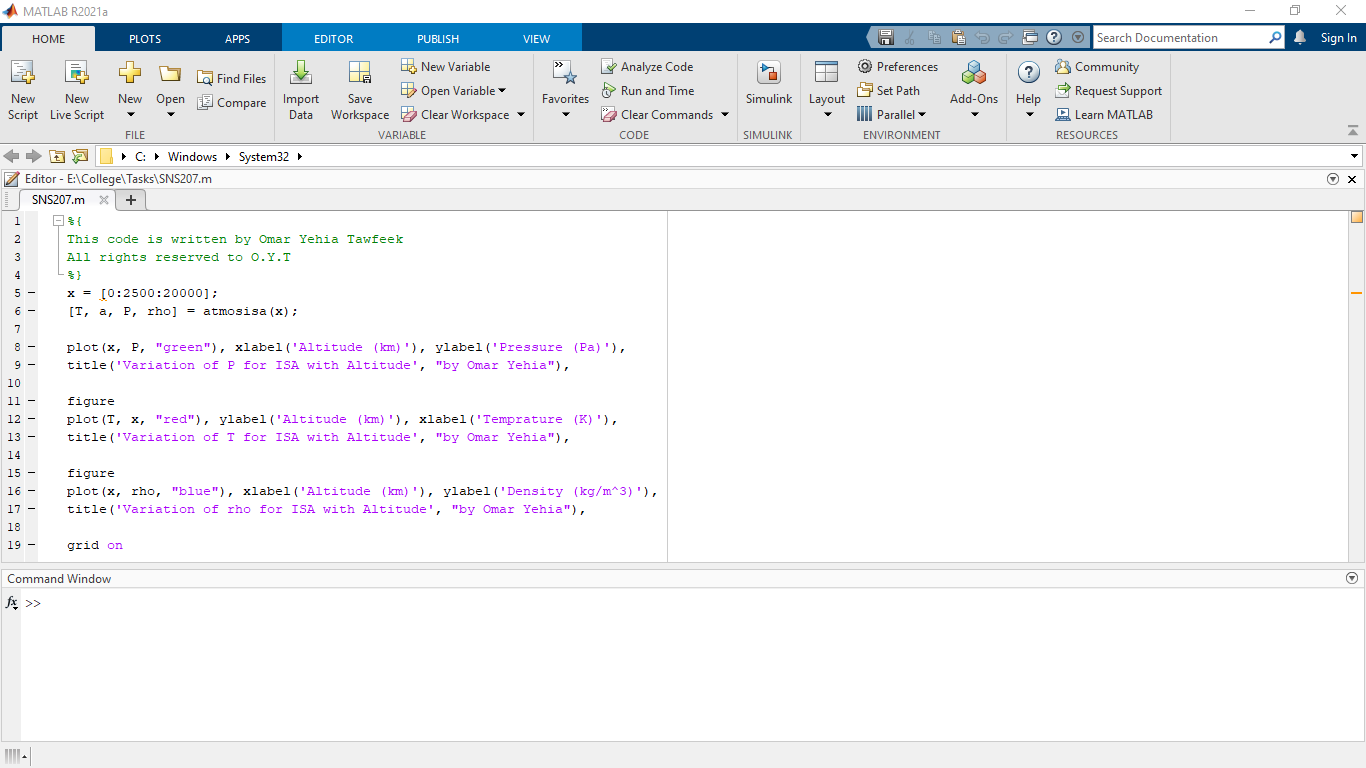 MATLAB R2021a
HOME PLOTS APPS EDITOR PUBLISH VIEW Search Documentation Sign In
New Script
New Live Script
New
Open
Find Files
Compare
FILE
Import Data
Save Workspace
New Variable
Open Variable
Clear Workspace
VARIABLE
Favorites
Analyze Code
Run and Time
Clear Commands
CODE
Simulink
SIMULINK
Layout
Preferences
Set Path
Parallel
Add-Ons
ENVIRONMENT
Help
Community
Request Support
Learn MATLAB
RESOURCES
C: Windows System32
Editor - E:\College\Tasks\SNS207.m
SNS207.m
1 %{
2 This code is written by Omar Yehia Tawfeek
3 All rights reserved to O.Y.T
4 %}
5 x = [0:2500:20000];
6 [T, a, P, rho] = atmosisa(x);
7
8 plot(x, P, "green"), xlabel('Altitude (km)'), ylabel('Pressure (Pa)'),
9 title('Variation of P for ISA with Altitude', "by Omar Yehia"),
10
11 figure
12 plot(T, x, "red"), ylabel('Altitude (km)'), xlabel('Temprature (K)'),
13 title('Variation of T for ISA with Altitude', "by Omar Yehia"),
14
15 figure
16 plot(x, rho, "blue"), xlabel('Altitude (km)'), ylabel('Density (kg/m^3)'),
17 title('Variation of rho for ISA with Altitude', "by Omar Yehia"),
18
19 grid on
Command Window
fx >>